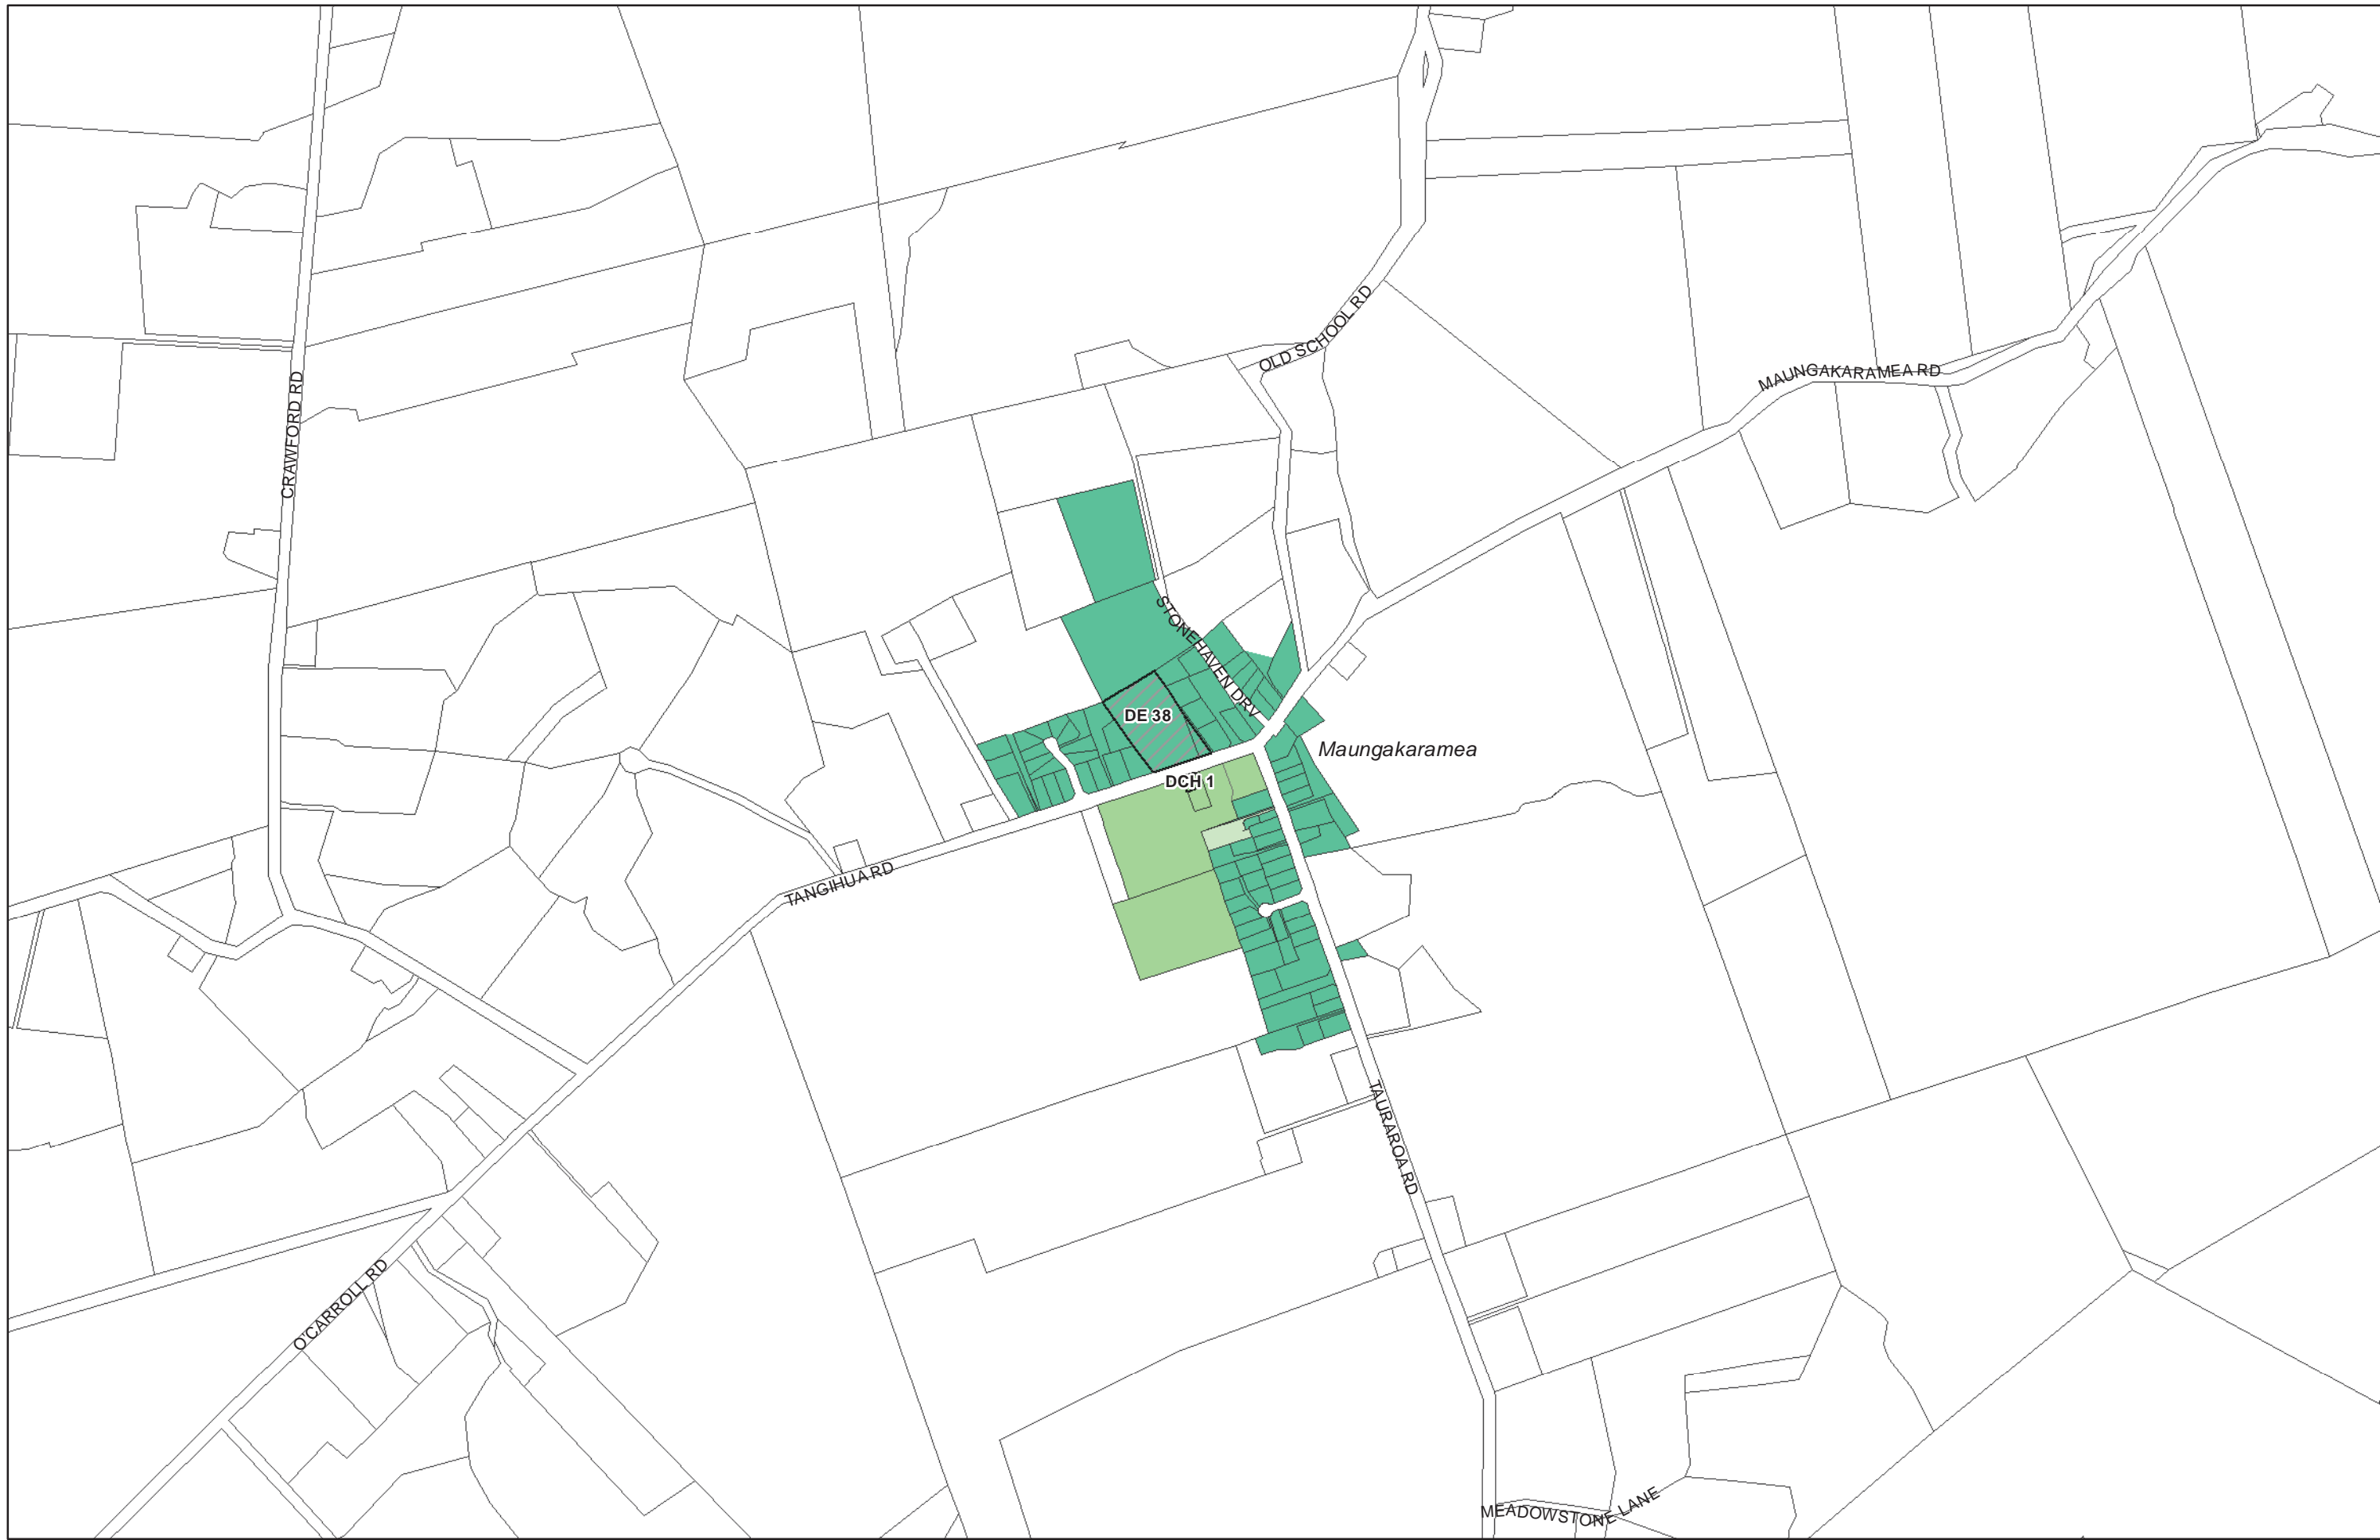 OLD SCHOOL RD
MAUNGAKARAMEA RD
CRAWFORD RD
STONEHAVEN DRV
DE 38
Maungakaramea
DCH 1
TANGIHUA RD
TAURAROA RD
O'CARROLL RD
MEADOWSTONE LANE